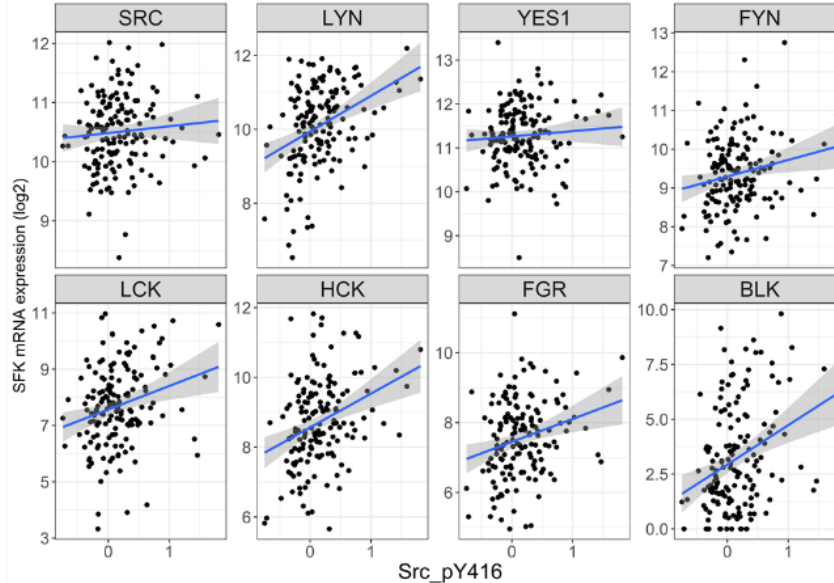 SRC LYN YES1 FYN
12 11 10 9
12 10 8
13 12 11 10 9
13 12 11 10 9 8 7
SFK mRNA expression (log2)
LCK HCK FGR BLK
11 9 7 5 3
12 10 8 6
10 8 6
10.0 7.5 5.0 2.5 0.0
0 1 0 1 0 1 0 1
Src_pY416